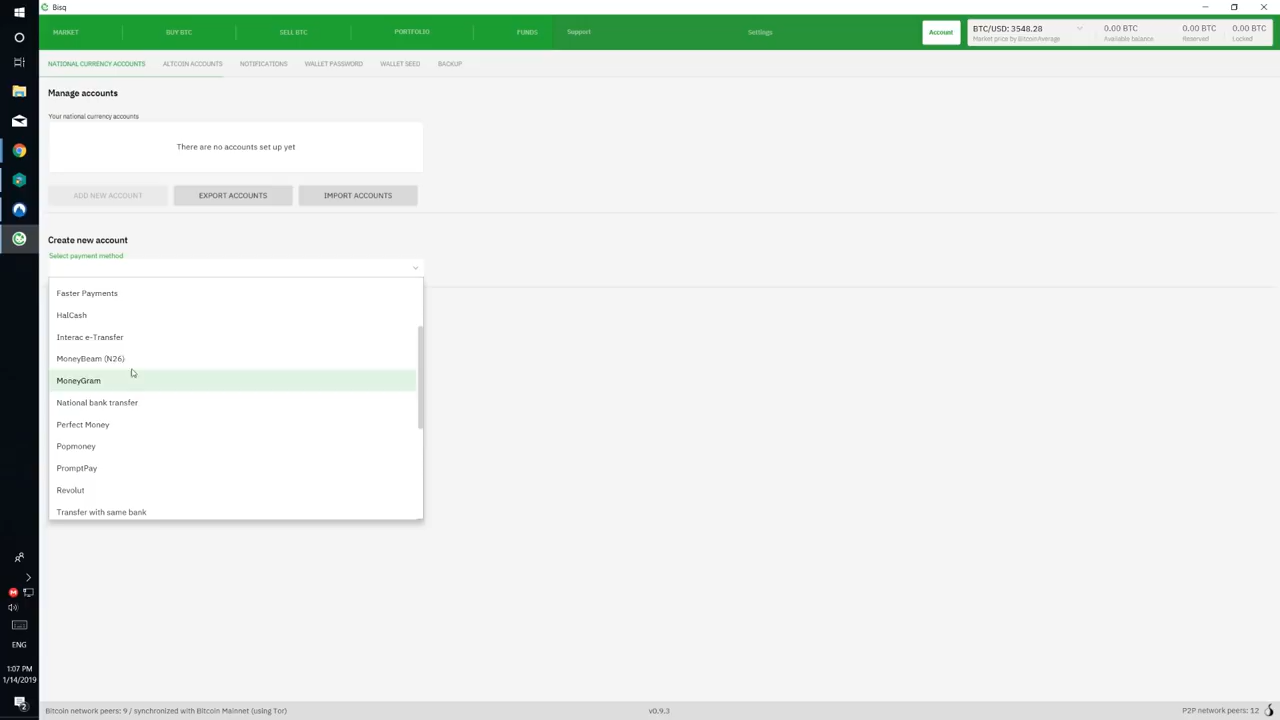 Bisq
MARKET
BUY BTC
SELL BTC
PORTFOLIO
FUNDS
Support
Settings
Account
BTC/USD: 3548.28
Market price by BitcoinAverage
0.00 BTC
Available balance
0.00 BTC
Reserved
0.00 BTC
Locked
NATIONAL CURRENCY ACCOUNTS
ALTCOIN ACCOUNTS
NOTIFICATIONS
WALLET PASSWORD
WALLET SEED
BACKUP
Manage accounts
Your national currency accounts
There are no accounts set up yet
ADD NEW ACCOUNT
EXPORT ACCOUNTS
IMPORT ACCOUNTS
Create new account
Select payment method
Faster Payments
HalCash
Interac e-Transfer
MoneyBeam (N26)
MoneyGram
National bank transfer
Perfect Money
Popmoney
PromptPay
Revolut
Transfer with same bank
ENG
1:07 PM
1/14/2019
2
Bitcoin network peers: 9 / synchronized with Bitcoin Mainnet (using Tor)
v0.9.3
P2P network peers: 12